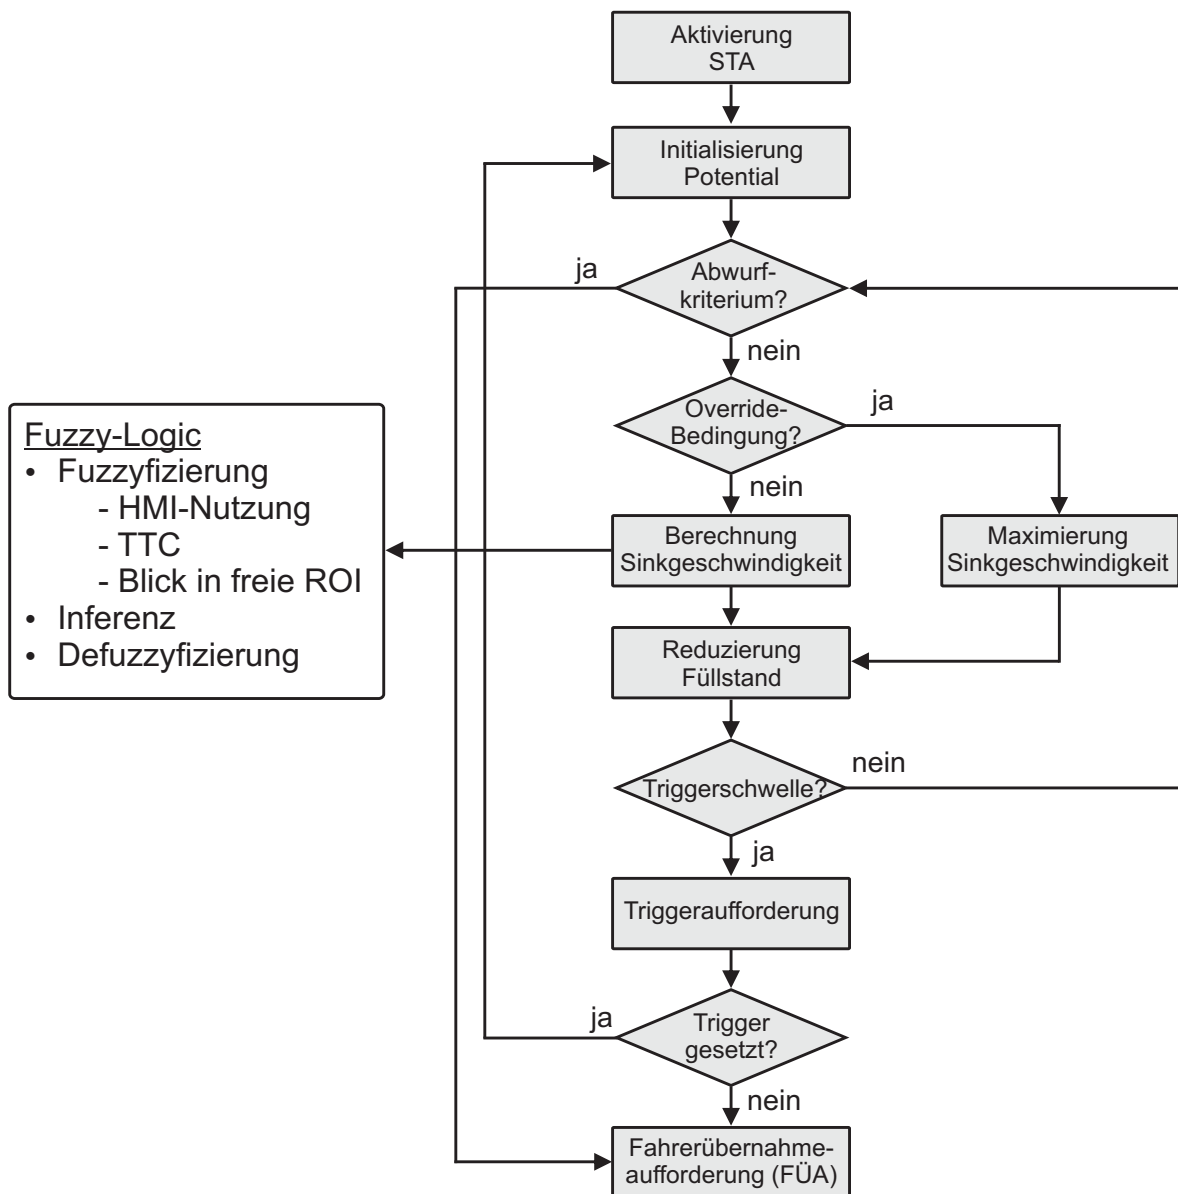 Aktivierung
STA
Initialisierung
Potential
ja
Abwurf-
kriterium?
nein
Override-
Bedingung?
ja
nein
Fuzzy-Logic
• Fuzzyfizierung
- HMI-Nutzung
- TTC
- Blick in freie ROI
• Inferenz
• Defuzzyfizierung
Berechnung
Sinkgeschwindigkeit
Maximierung
Sinkgeschwindigkeit
Reduzierung
Füllstand
Triggerschwelle?
nein
ja
Triggeraufforderung
ja
Trigger
gesetzt?
nein
Fahrerübernahme-
aufforderung (FÜA)